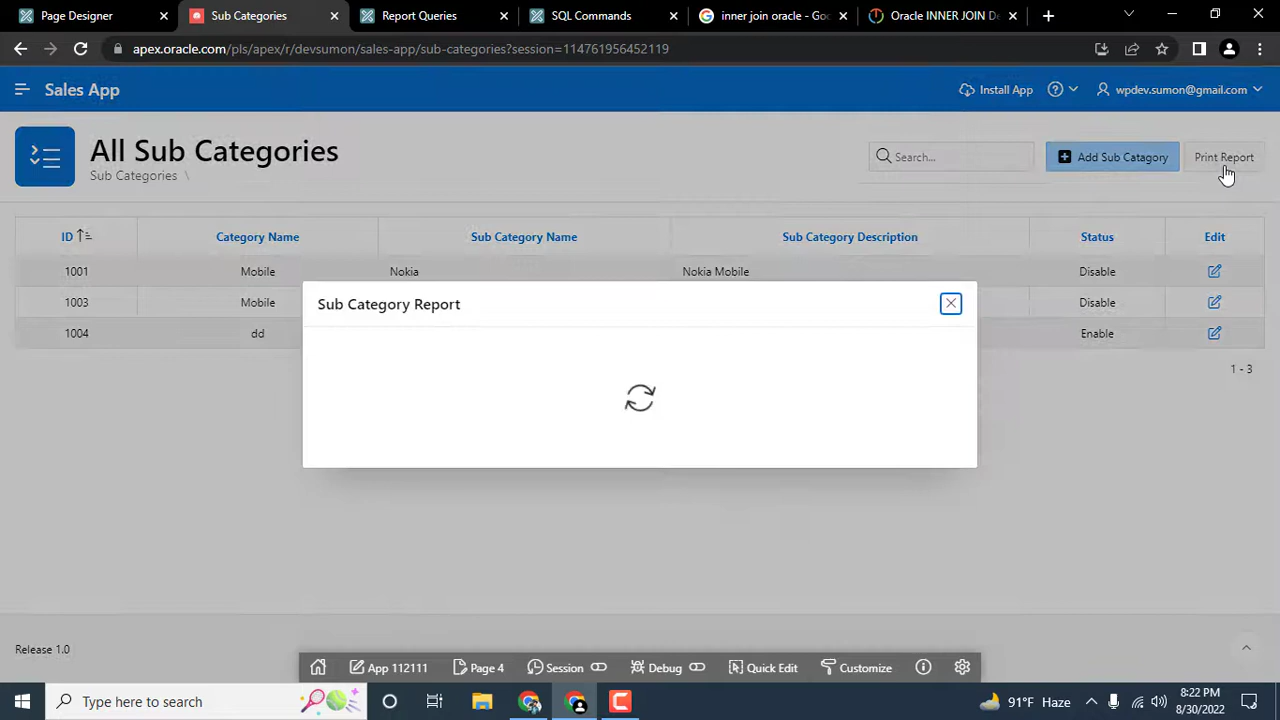 Page Designer
Sub Categories
Report Queries
SQL Commands
inner join oracle - Goo
Oracle INNER JOIN De
apex.oracle.com/pls/apex/r/devsumon/sales-app/sub-categories?session=114761956452119
Sales App
Install App
wpdev.sumon@gmail.com
All Sub Categories
Sub Categories \
Search...
Add Sub Catagory
Print Report
ID Category Name Sub Category Name Sub Category Description Status Edit
1001 Mobile Nokia Nokia Mobile Disable
1003 Mobile Disable
1004 dd Enable
Sub Category Report
1 - 3
Release 1.0
App 112111
Page 4
Session
Debug
Quick Edit
Customize
Type here to search
91°F Haze
8:22 PM
8/30/2022